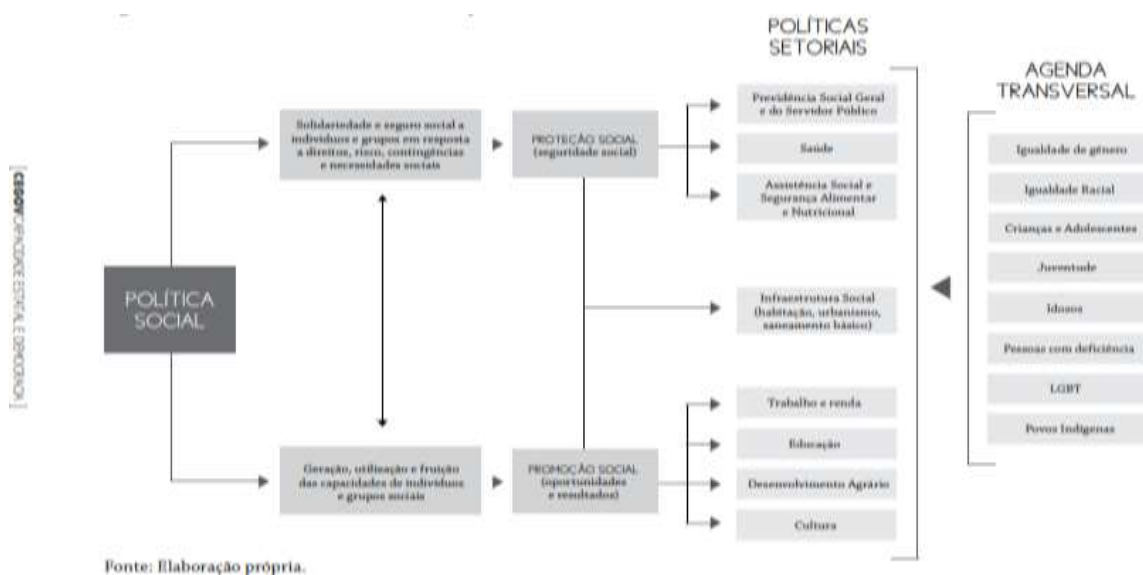 POLÍTICAS
SETORIAIS
AGENDA
TRANSVERSAL
POLÍTICA
SOCIAL
Solidariedade e seguro social a
indivíduos e grupos em resposta
a direitos, risco, contingências
e necessidades sociais
PROTEÇÃO SOCIAL
(seguridade social)
Previdência Social Geral
e do Servidor Público
Saúde
Assistência Social e
Segurança Alimentar
e Nutricional
Infraestrutura Social
(habitação, urbanismo,
saneamento básico)
Geração, utilização e fruição
das capacidades de indivíduos
e grupos sociais
PROMOÇÃO SOCIAL
(oportunidades
e resultados)
Trabalho e renda
Educação
Desenvolvimento Agrário
Cultura
Igualdade de gênero
Igualdade Racial
Crianças e Adolescentes
Juventude
Idosos
Pessoas com deficiência
LGBT
Povos Indígenas
[CEGOV CAPACIDADE ESTATAL E DEMOCRACIA]
Fonte: Elaboração própria.